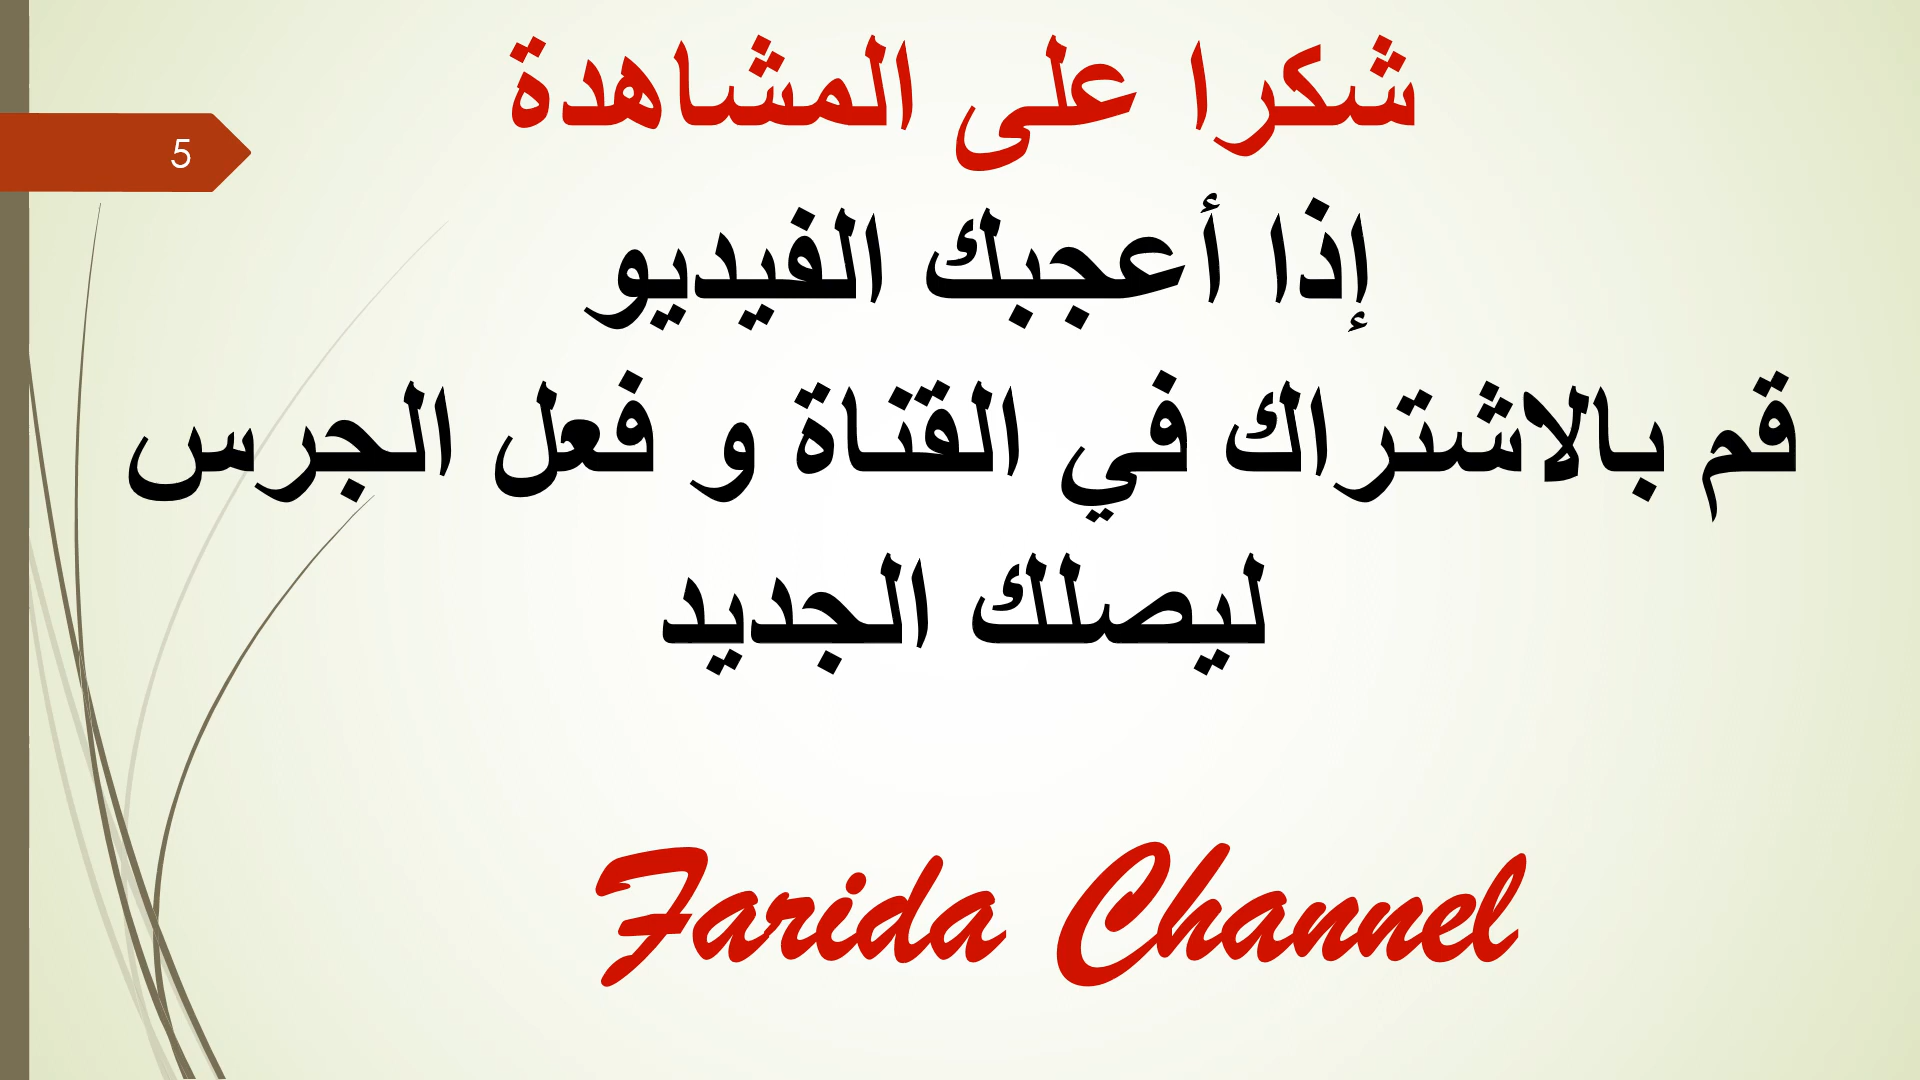 شكرا على المشاهدة
5
إذا أعجبك الفيديو
قم بالاشتراك في القناة و فعل الجرس
ليصلك الجديد
Farida Channel